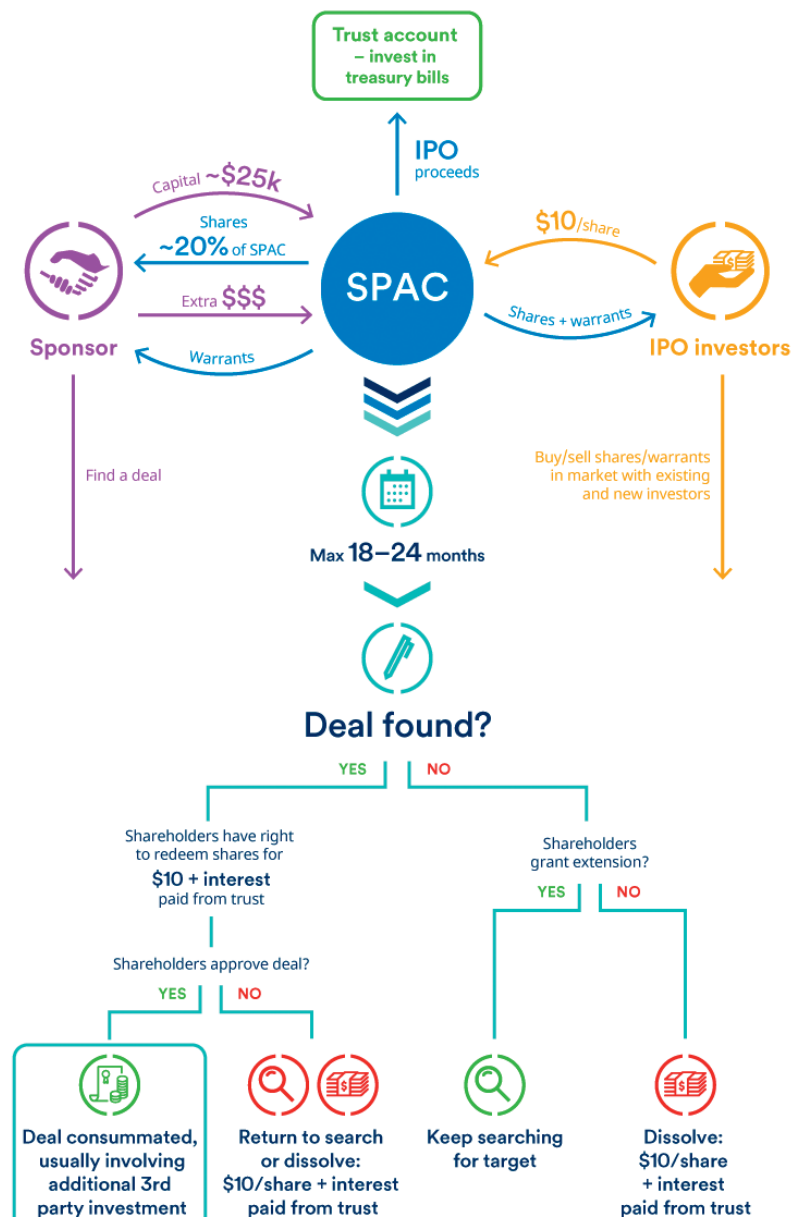 Trust account
– invest in
treasury bills
IPO
proceeds
Capital ~$25k
Shares
~20% of SPAC
Extra $$$
Warrants
Sponsor
SPAC
$10/share
Shares + warrants
IPO investors
Find a deal
Buy/sell shares/warrants
in market with existing
and new investors
Max 18–24 months
Deal found?
YES
NO
Shareholders have right
to redeem shares for
$10 + interest
paid from trust
Shareholders
grant extension?
YES
NO
Shareholders approve deal?
YES
NO
Deal consummated,
usually involving
additional 3rd
party investment
Return to search
or dissolve:
$10/share + interest
paid from trust
Keep searching
for target
Dissolve:
$10/share
+ interest
paid from trust